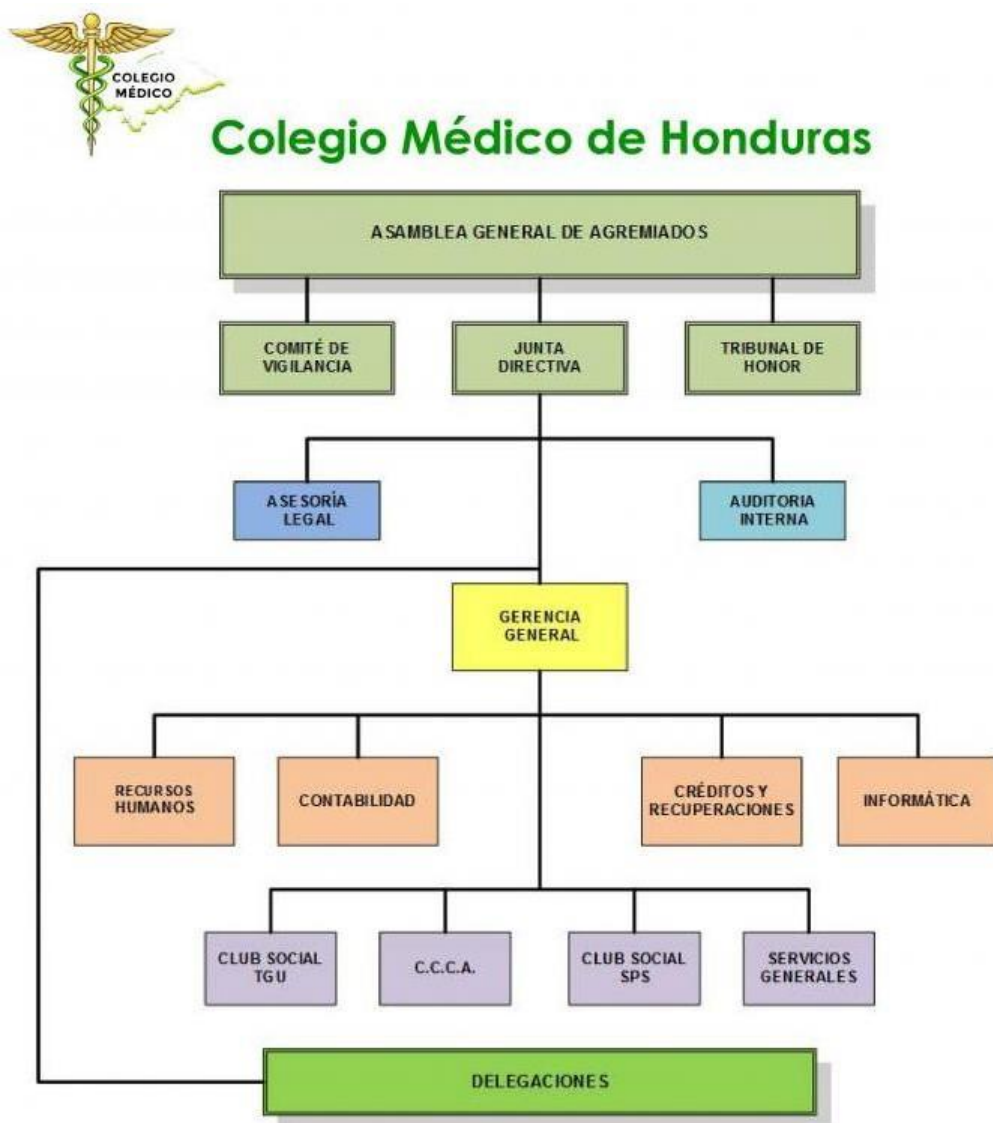 COLEGIO
MÉDICO
Colegio Médico de Honduras
ASAMBLEA GENERAL DE AGREMIADOS
COMITÉ DE
VIGILANCIA
JUNTA
DIRECTIVA
TRIBUNAL DE
HONOR
ASESORÍA
LEGAL
AUDITORIA
INTERNA
GERENCIA
GENERAL
RECURSOS
HUMANOS
CONTABILIDAD
CRÉDITOS Y
RECUPERACIONES
INFORMÁTICA
CLUB SOCIAL
TGU
C.C.C.A.
CLUB SOCIAL
SPS
SERVICIOS
GENERALES
DELEGACIONES